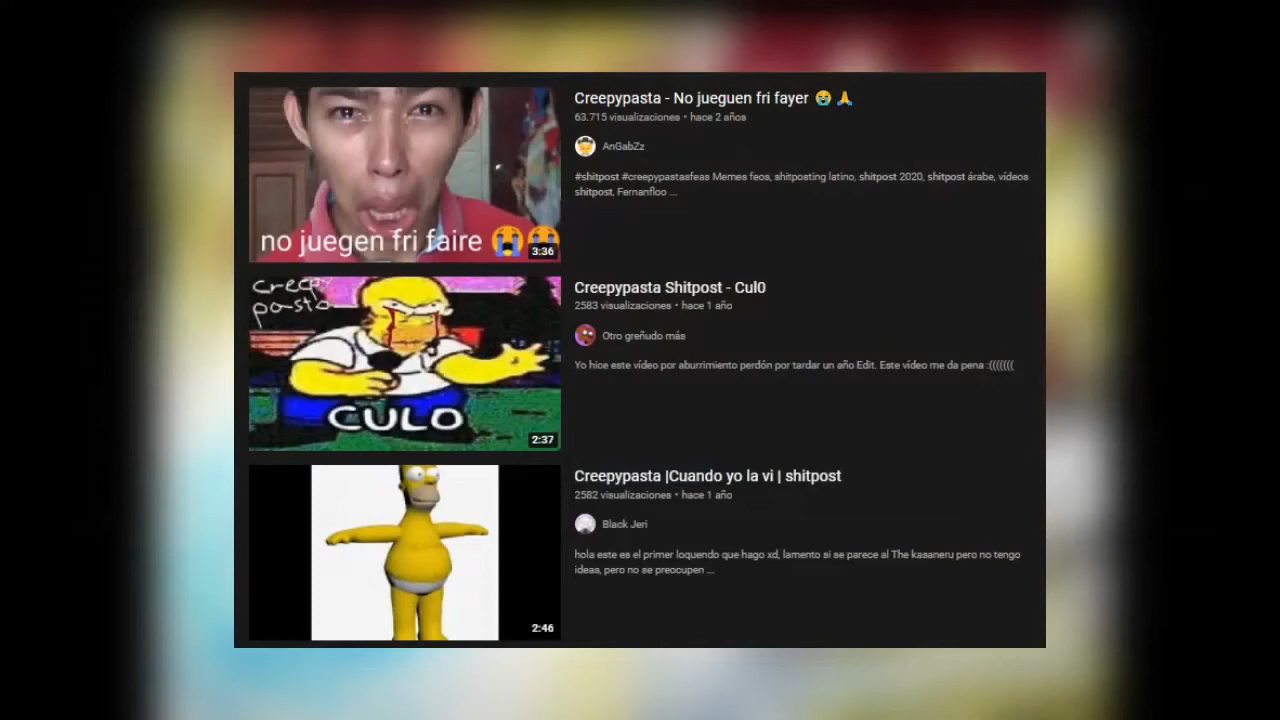 Creepypasta - No jueguen fri fayer 😭 🙏
63.715 visualizaciones • hace 2 años
AnGabZz
#shitpost #creepypastasfeas Memes feos, shitposting latino, shitpost 2020, shitpost árabe, vídeos
shitpost, Fernanfloo ...
no juegen fri faire 😭😭
3:36
Creepypasta Shitpost - Cul0
2583 visualizaciones • hace 1 año
Otro greñudo más
Yo hice este vídeo por aburrimiento perdón por tardar un año Edit. Este vídeo me da pena :(((((((
creepy
pasta
CULO
2:37
Creepypasta |Cuando yo la vi | shitpost
2582 visualizaciones • hace 1 año
Black Jeri
hola este es el primer loquendo que hago xd, lamento si se parece al The kasaneru pero no tengo
ideas, pero no se preocupen ...
2:46